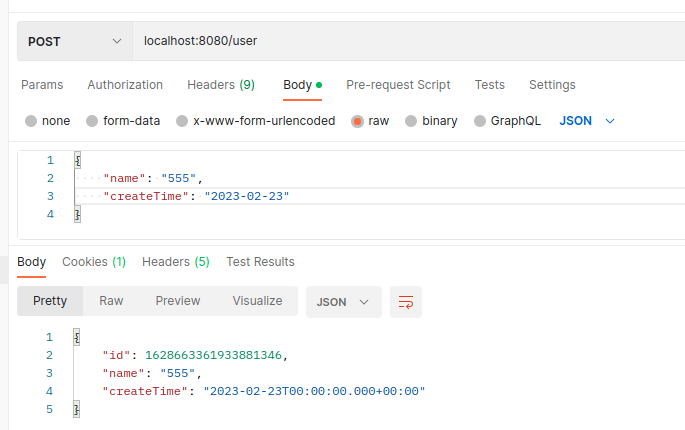 POST localhost:8080/user
Params Authorization Headers (9) Body Pre-request Script Tests Settings
none form-data x-www-form-urlencoded raw binary GraphQL JSON
1 {
2 "name": "555",
3 "createTime": "2023-02-23"
4 }
Body Cookies (1) Headers (5) Test Results
Pretty Raw Preview Visualize JSON
1 {
2 "id": 1628663361933881346,
3 "name": "555",
4 "createTime": "2023-02-23T00:00:00.000+00:00"
5 }